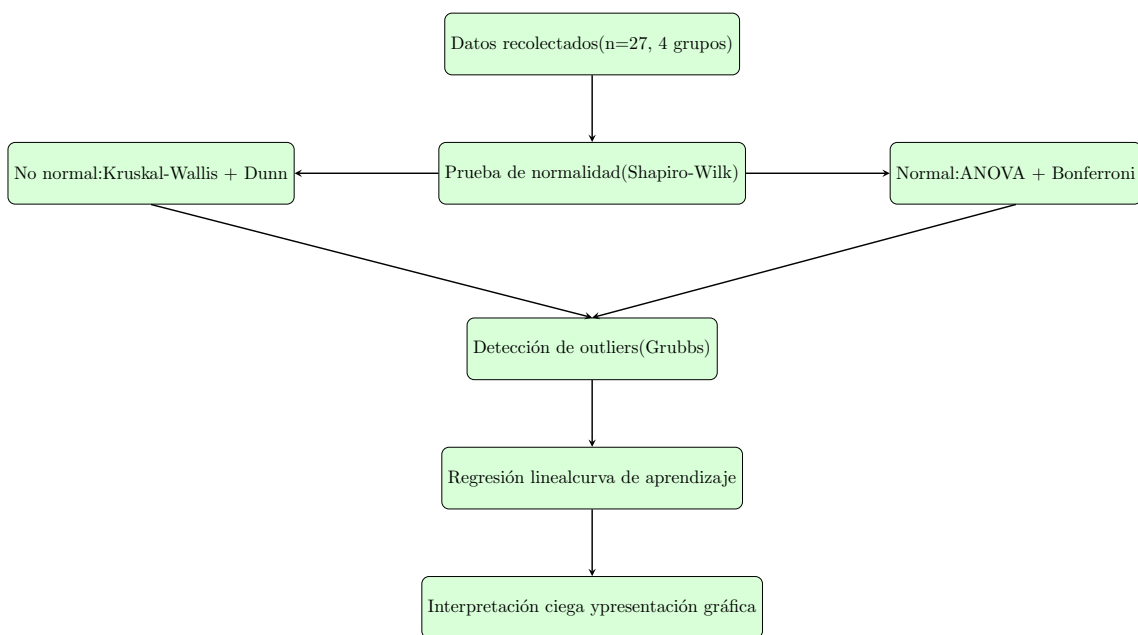 Datos recolectados(n=27, 4 grupos)
No normal:Kruskal-Wallis + Dunn
Prueba de normalidad(Shapiro-Wilk)
Normal:ANOVA + Bonferroni
Detección de outliers(Grubbs)
Regresión linealcurva de aprendizaje
Interpretación ciega ypresentación gráfica